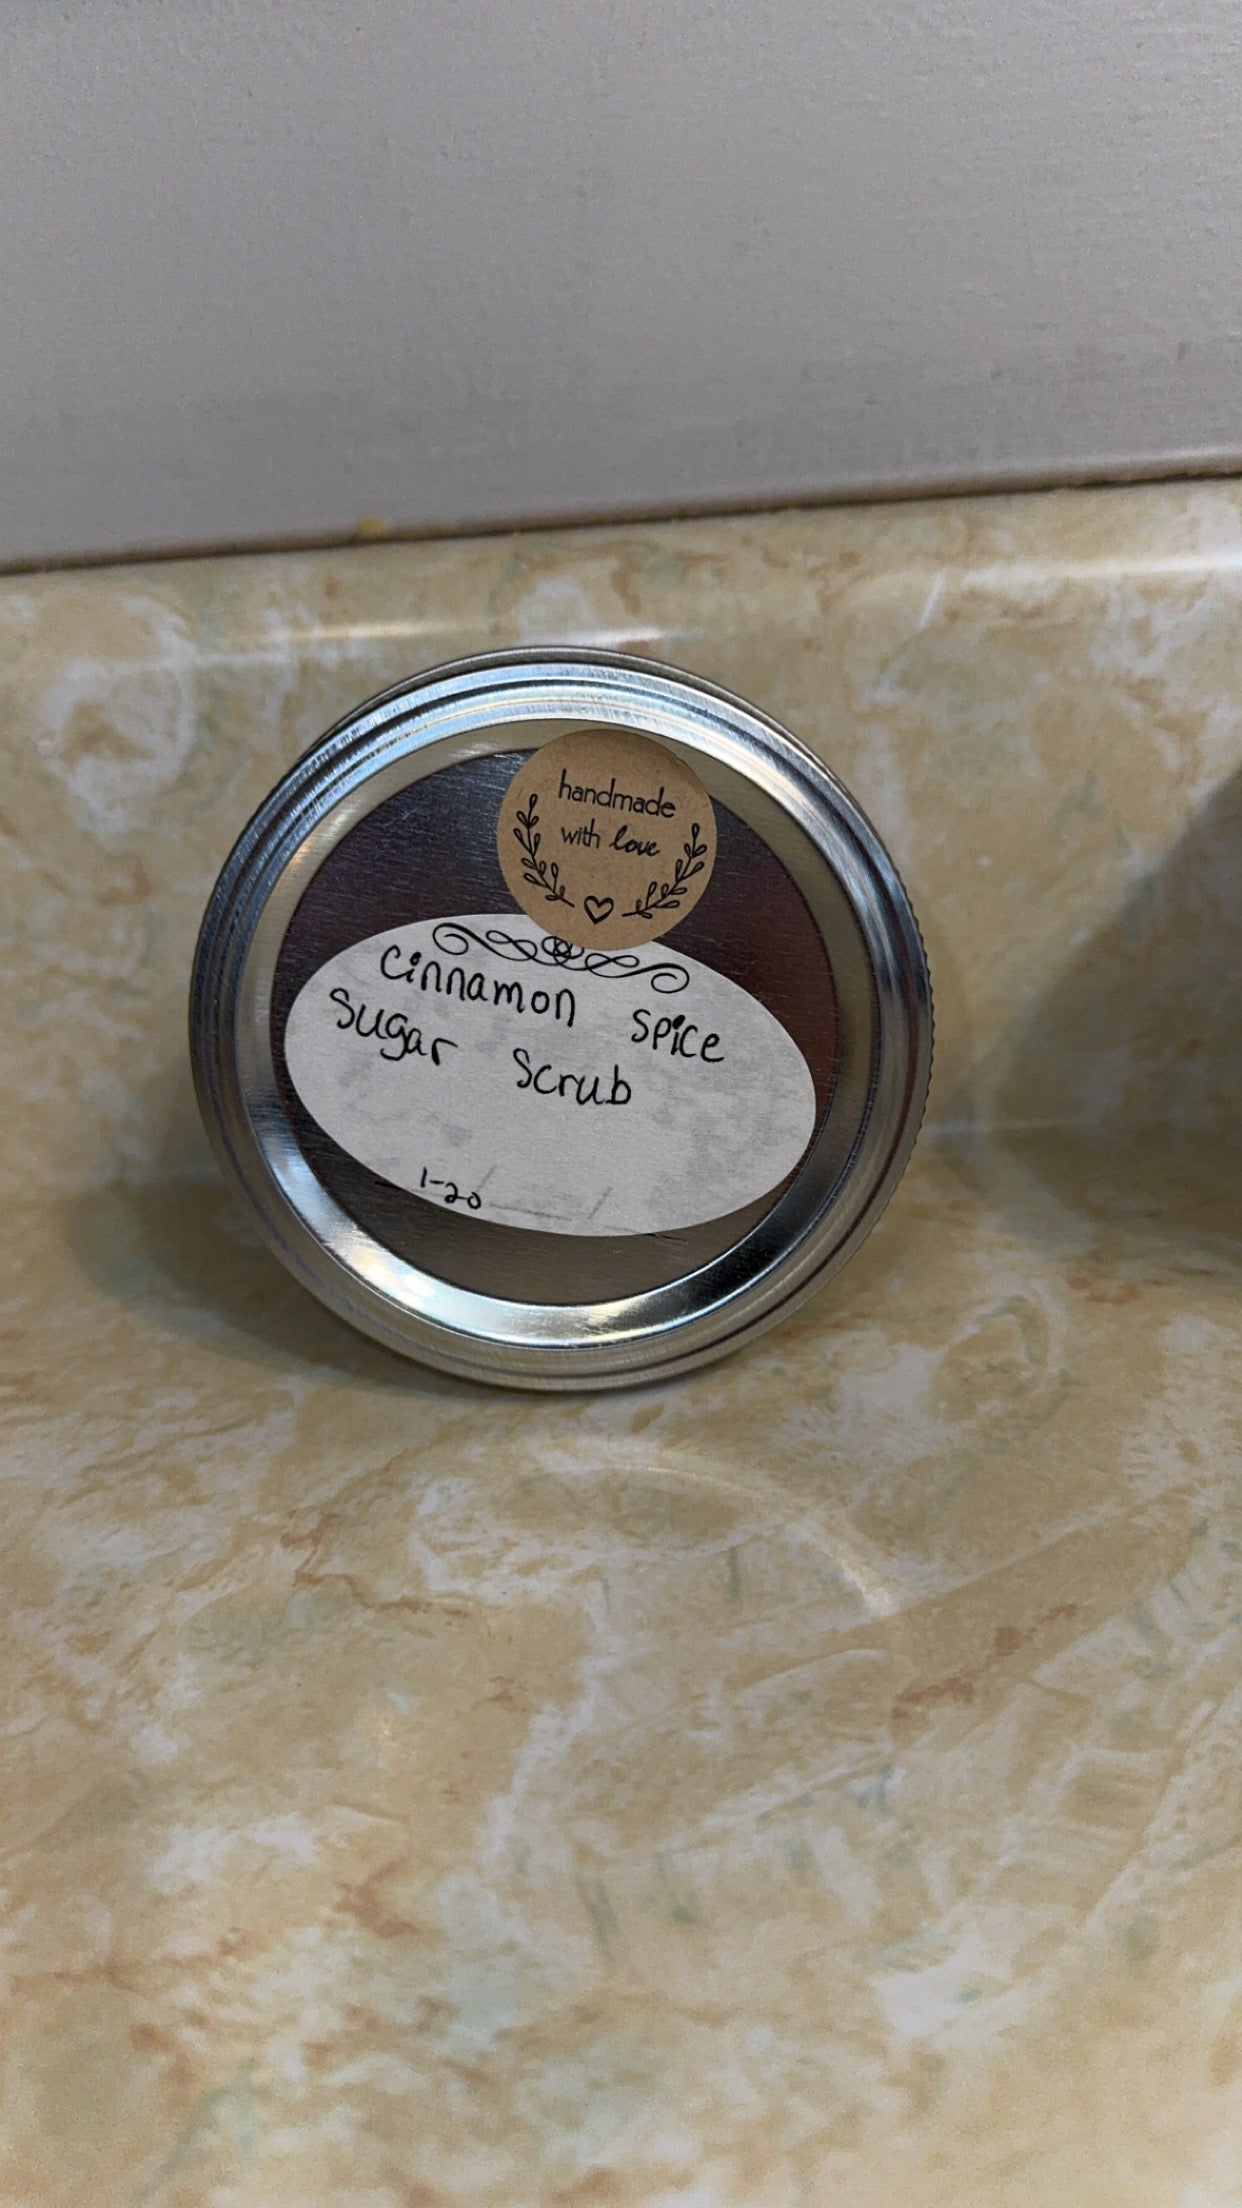 handmade
with love
Cinnamon Spice
Sugar Scrub
1-20